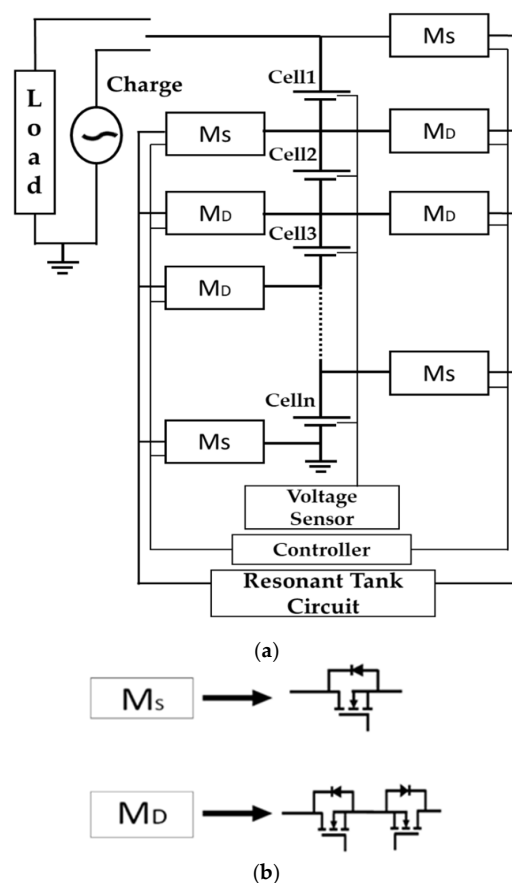 Ms
Load
Charge
Cell1
Ms
MD
Cell2
MD
MD
Cell3
MD
Ms
Celln
Ms
Voltage
Sensor
Controller
Resonant Tank
Circuit
(a)
Ms
MD
(b)